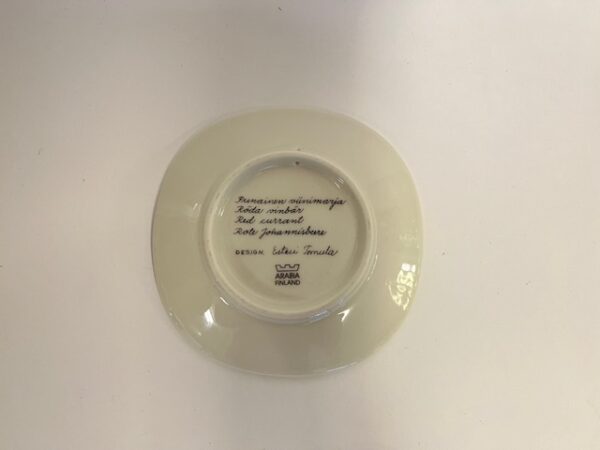 Punainen viinimarja
Röda vinbär
Red currant
Rote Johannisbeere
DESIGN Esteri Tomula
ARABIA
FINLAND